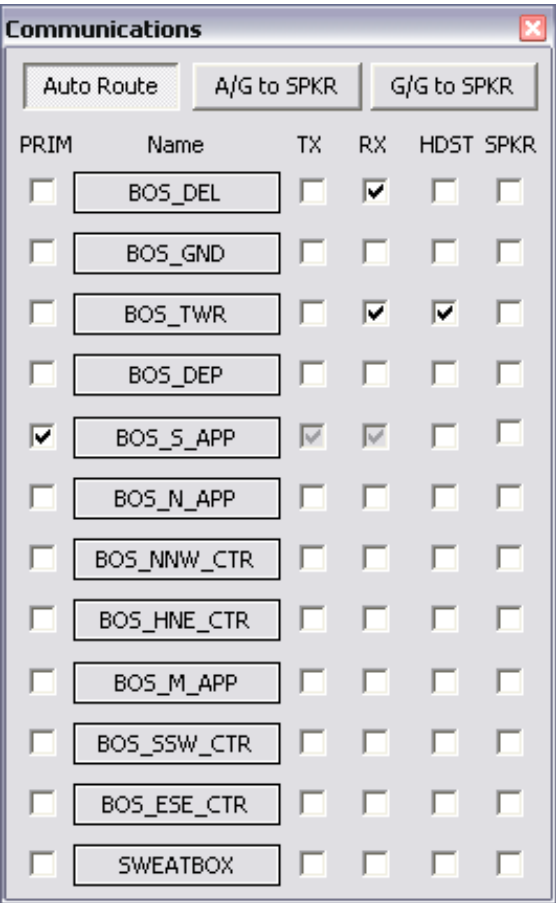 Communications
Auto Route A/G to SPKR G/G to SPKR
PRIM Name TX RX HDST SPKR
BOS_DEL
BOS_GND
BOS_TWR
BOS_DEP
BOS_S_APP
BOS_N_APP
BOS_NNW_CTR
BOS_HNE_CTR
BOS_M_APP
BOS_SSW_CTR
BOS_ESE_CTR
SWEATBOX